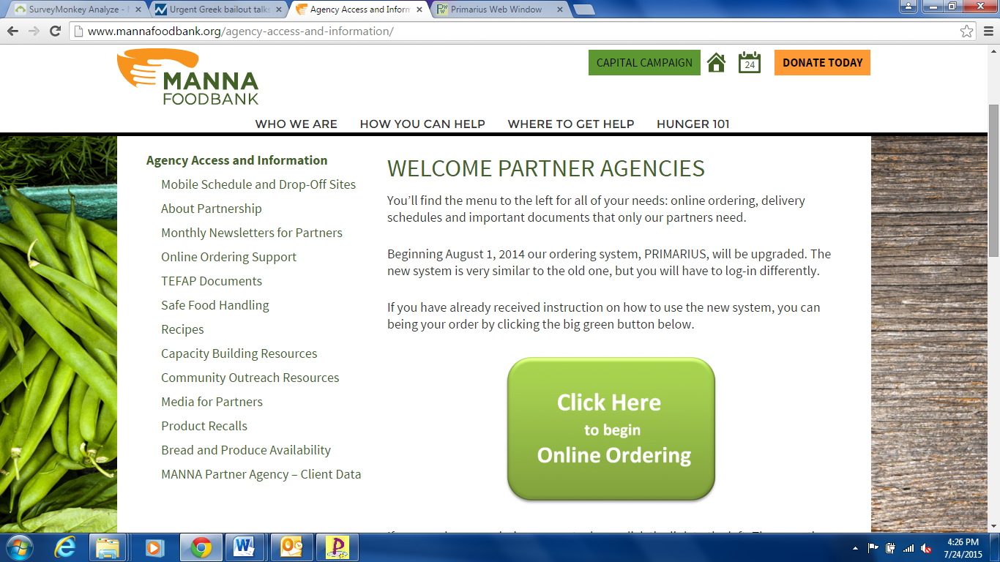 SurveyMonkey Analyze -
Urgent Greek bailout talks
Agency Access and Inform
Primarius Web Window
www.mannafoodbank.org/agency-access-and-information/
MANNA
FOODBANK
CAPITAL CAMPAIGN
24
DONATE TODAY
WHO WE ARE HOW YOU CAN HELP WHERE TO GET HELP HUNGER 101
Agency Access and Information
Mobile Schedule and Drop-Off Sites
About Partnership
Monthly Newsletters for Partners
Online Ordering Support
TEFAP Documents
Safe Food Handling
Recipes
Capacity Building Resources
Community Outreach Resources
Media for Partners
Product Recalls
Bread and Produce Availability
MANNA Partner Agency – Client Data
WELCOME PARTNER AGENCIES
You’ll find the menu to the left for all of your needs: online ordering, delivery
schedules and important documents that only our partners need.
Beginning August 1, 2014 our ordering system, PRIMARIUS, will be upgraded. The
new system is very similar to the old one, but you will have to log-in differently.
If you have already received instruction on how to use the new system, you can
being your order by clicking the big green button below.
Click Here
to begin
Online Ordering
4:26 PM
7/24/2015